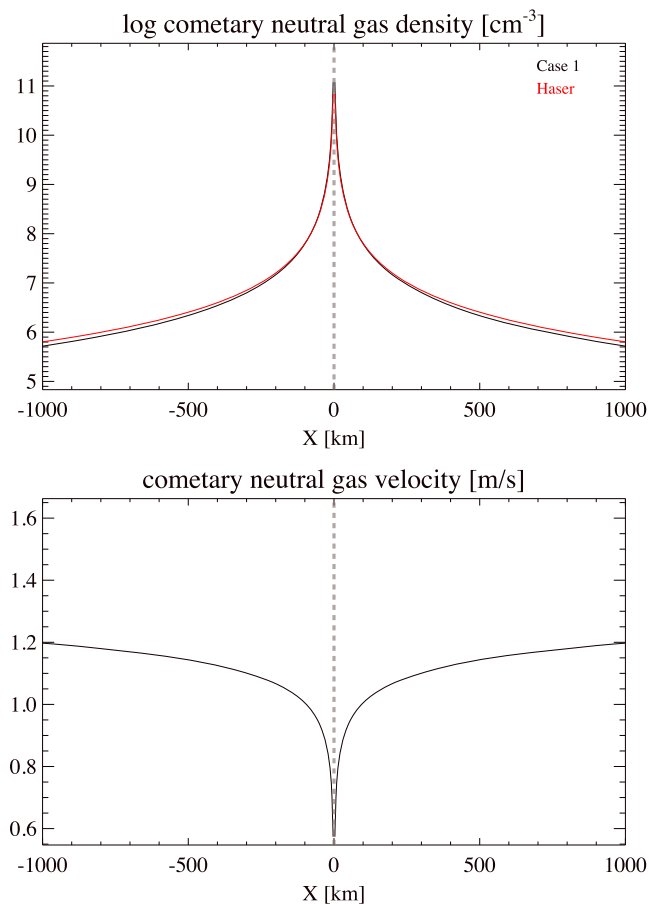 log cometary neutral gas density [cm-3]
Case 1
Haser
11
10
9
8
7
6
5
-1000 -500 0 500 1000
X [km]
cometary neutral gas velocity [m/s]
1.6
1.4
1.2
1.0
0.8
0.6
-1000 -500 0 500 1000
X [km]